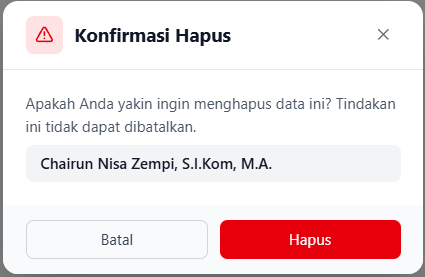 Konfirmasi Hapus
Apakah Anda yakin ingin menghapus data ini? Tindakan
ini tidak dapat dibatalkan.
Chairun Nisa Zempi, S.I.Kom, M.A.
Batal
Hapus